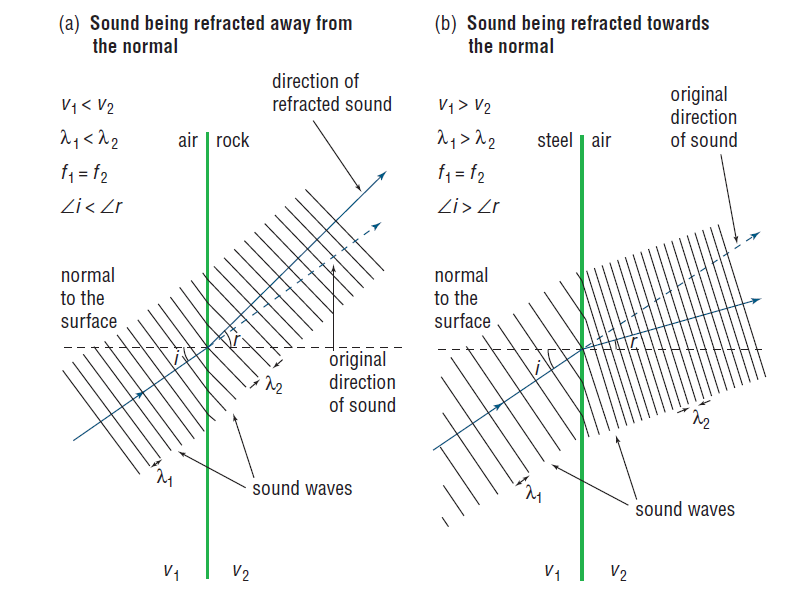 (a) Sound being refracted away from
the normal
direction of
refracted sound
v₁ < v₂
λ₁ < λ₂
f₁ = f₂
∠i < ∠r
air rock
normal
to the
surface
i
r
λ₂
original
direction
of sound
λ₁
sound waves
v₁ v₂
(b) Sound being refracted towards
the normal
original
direction
of sound
v₁ > v₂
λ₁ > λ₂
f₁ = f₂
∠i > ∠r
steel air
normal
to the
surface
i
r
λ₂
λ₁
sound waves
v₁ v₂